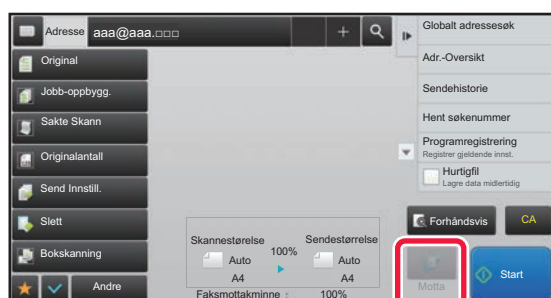 Adresse aaa@aaa.□□□ +
Original
Jobb-oppbygg.
Sakte Skann
Originalantall
Send Innstill.
Slett
Bokskanning
Andre
Skannestørelse 100% Sendestørrelse
Auto Auto
A4 A4
Faksmottakminne : 100%
Globalt adressesøk
Adr.-Oversikt
Sendehistorie
Hent søkenummer
Programregistrering
Registrer gjeldende innst.
Hurtigfil
Lagre data midlertidig
Forhåndsvis CA
Motta Start